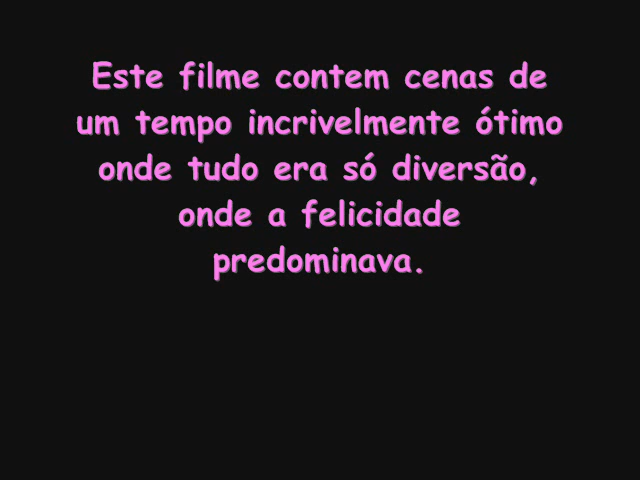 Este filme contem cenas de
um tempo incrivelmente ótimo
onde tudo era só diversão,
onde a felicidade
predominava.